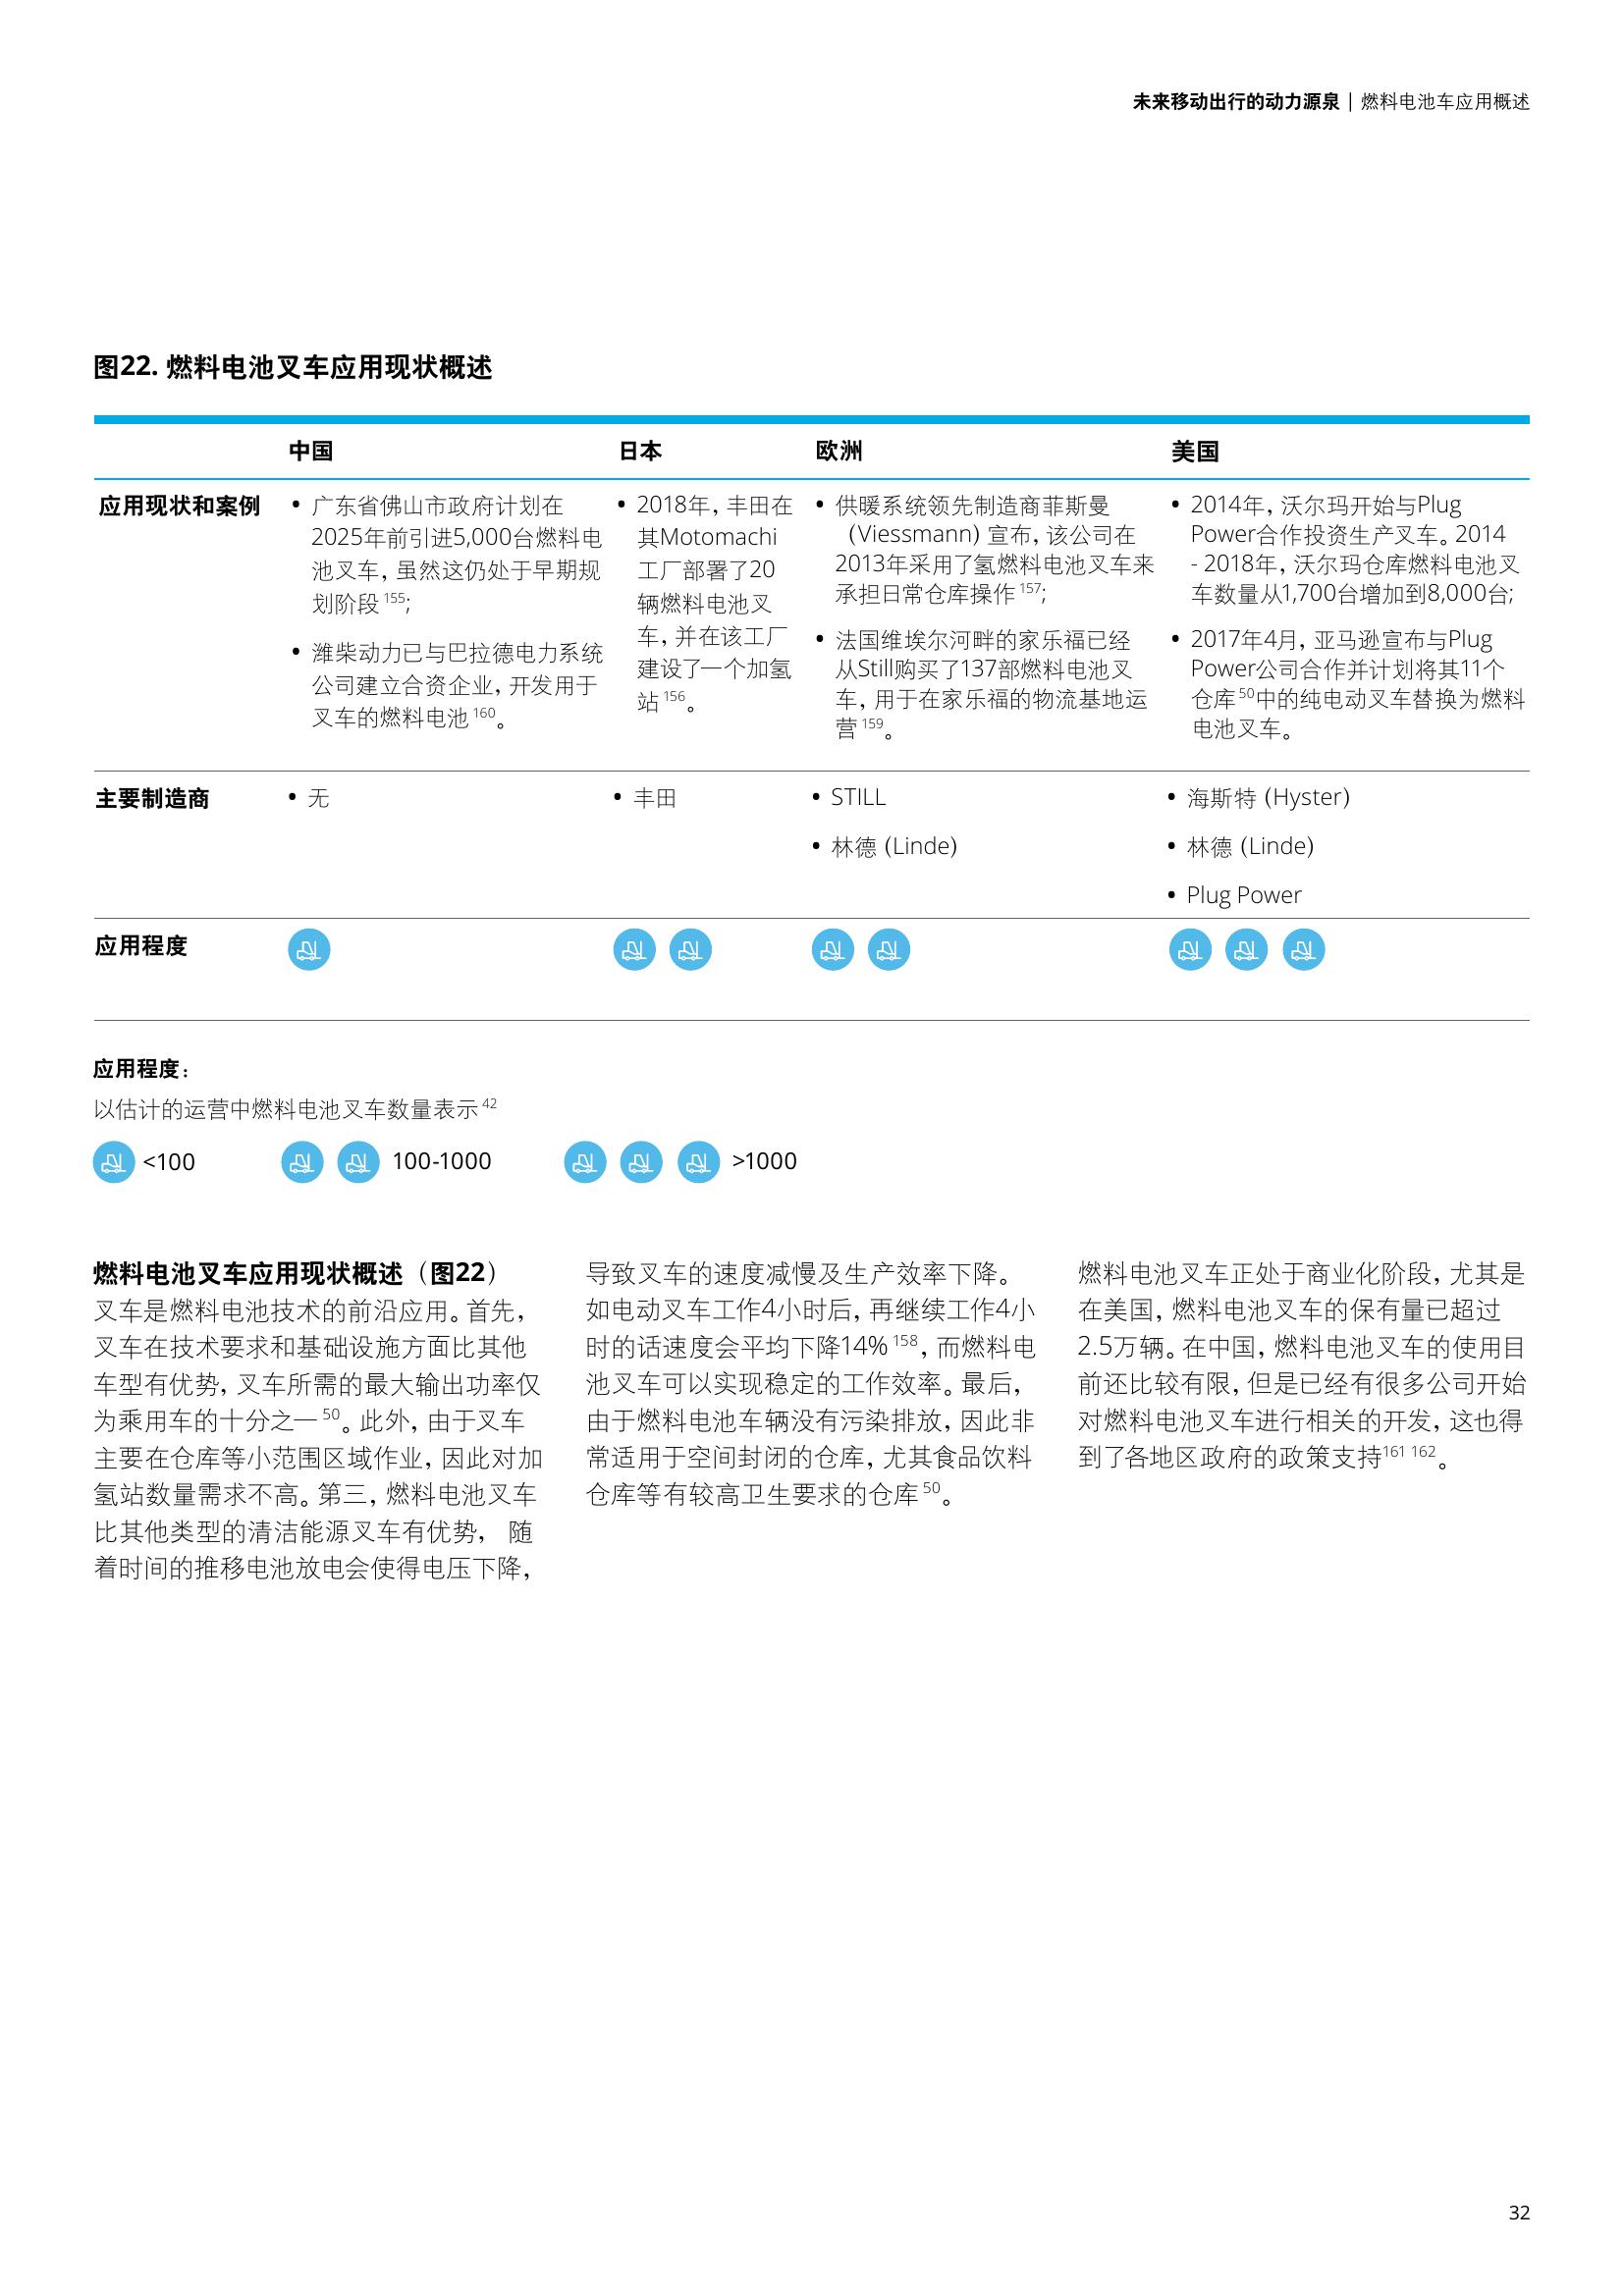 未来移动出行的动力源泉 | 燃料电池车应用概述
图22. 燃料电池叉车应用现状概述
中国
日本
欧洲
美国
应用现状和案例
• 广东省佛山市政府计划在
2025年前引进5,000台燃料电
池叉车，虽然这仍处于早期规
划阶段 155;
• 潍柴动力已与巴拉德电力系统
公司建立合资企业，开发用于
叉车的燃料电池 160。
• 2018年，丰田在
其Motomachi
工厂部署了20
辆燃料电池叉
车，并在该工厂
建设了一个加氢
站 156。
• 供暖系统领先制造商菲斯曼
（Viessmann) 宣布，该公司在
2013年采用了氢燃料电池叉车来
承担日常仓库操作 157;
• 法国维埃尔河畔的家乐福已经
从Still购买了137部燃料电池叉
车，用于在家乐福的物流基地运
营 159。
• 2014年，沃尔玛开始与Plug
Power合作投资生产叉车。2014
- 2018年，沃尔玛仓库燃料电池叉
车数量从1,700台增加到8,000台;
• 2017年4月，亚马逊宣布与Plug
Power公司合作并计划将其11个
仓库 50 中的纯电动叉车替换为燃料
电池叉车。
主要制造商
• 无
• 丰田
• STILL
• 林德 (Linde)
• 海斯特 (Hyster)
• 林德 (Linde)
• Plug Power
应用程度
应用程度：
以估计的运营中燃料电池叉车数量表示 42
<100
100-1000
>1000
燃料电池叉车应用现状概述（图22）
叉车是燃料电池技术的前沿应用。首先，
叉车在技术要求和基础设施方面比其他
车型有优势，叉车所需的最大输出功率仅
为乘用车的十分之一 50。此外，由于叉车
主要在仓库等小范围区域作业，因此对加
氢站数量需求不高。第三，燃料电池叉车
比其他类型的清洁能源叉车有优势， 随
着时间的推移电池放电会使得电压下降，
导致叉车的速度减慢及生产效率下降。
如电动叉车工作4小时后，再继续工作4小
时的话速度会平均下降14% 158，而燃料电
池叉车可以实现稳定的工作效率。最后，
由于燃料电池车辆没有污染排放，因此非
常适用于空间封闭的仓库，尤其食品饮料
仓库等有较高卫生要求的仓库 50。
燃料电池叉车正处于商业化阶段，尤其是
在美国，燃料电池叉车的保有量已超过
2.5万辆。在中国，燃料电池叉车的使用目
前还比较有限，但是已经有很多公司开始
对燃料电池叉车进行相关的开发，这也得
到了各地区政府的政策支持161 162。
32